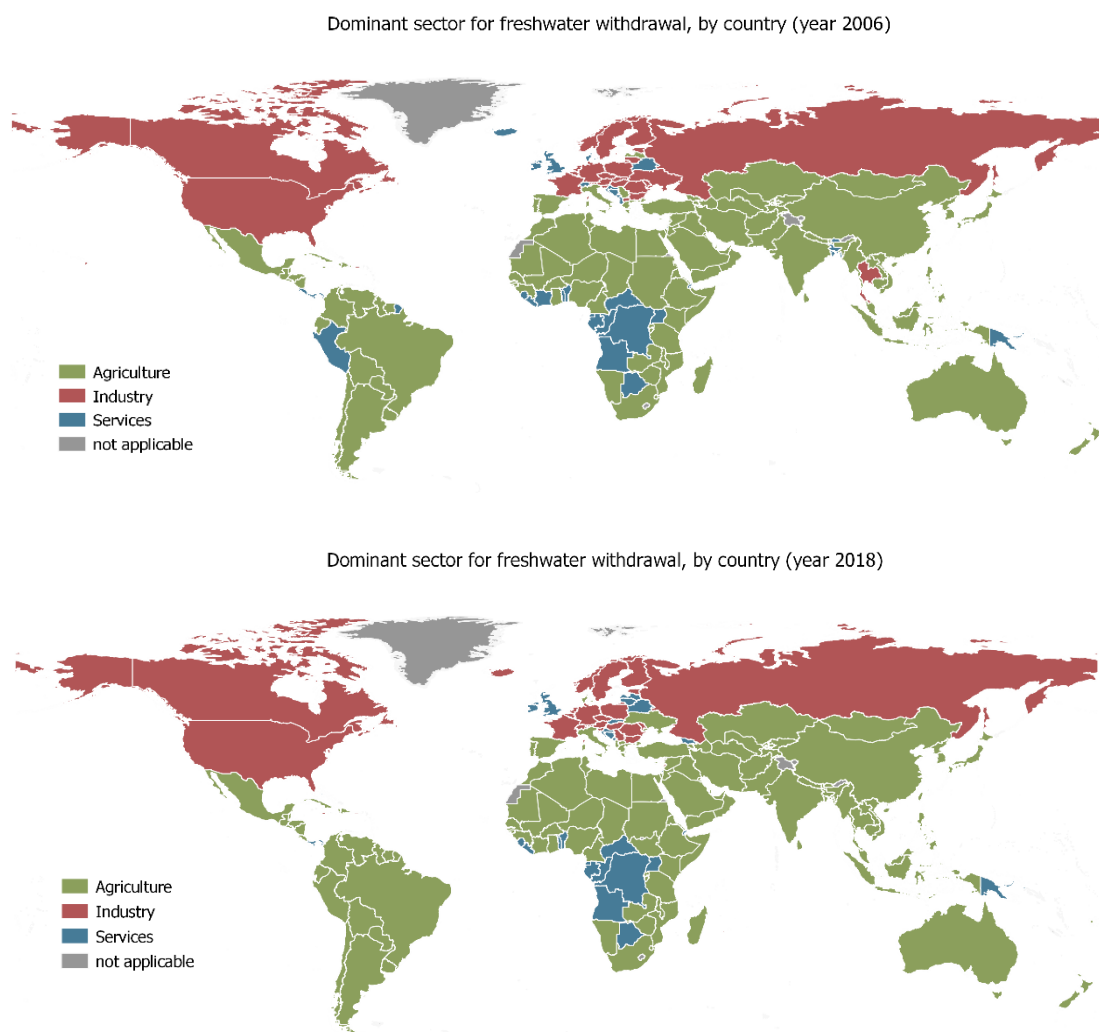 Dominant sector for freshwater withdrawal, by country (year 2006)
Agriculture
Industry
Services
not applicable
Dominant sector for freshwater withdrawal, by country (year 2018)
Agriculture
Industry
Services
not applicable